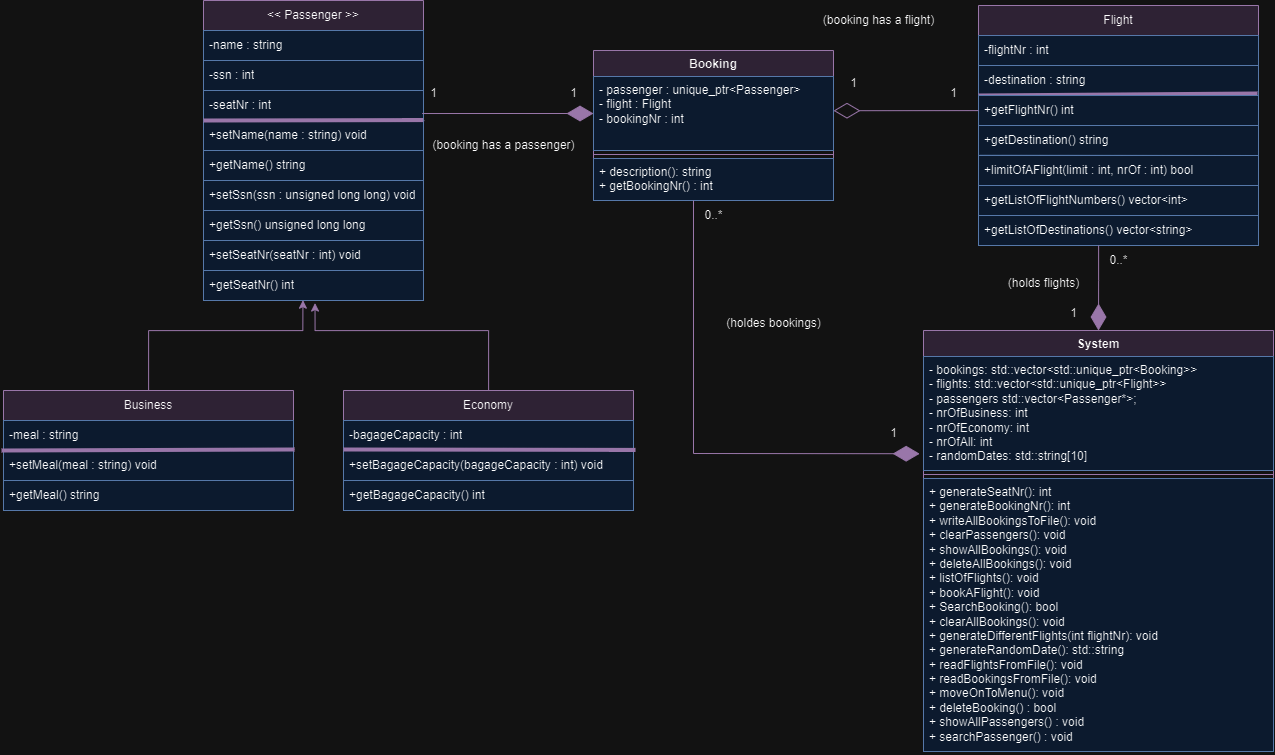 << Passenger >>
-name : string
-ssn : int
-seatNr : int
+setName(name : string) void
+getName() string
+setSsn(ssn : unsigned long long) void
+getSsn() unsigned long long
+setSeatNr(seatNr : int) void
+getSeatNr() int
1
1
(booking has a passenger)
Booking
- passenger : unique_ptr<Passenger>
- flight : Flight
- bookingNr : int
+ description(): string
+ getBookingNr() : int
0..*
(booking has a flight)
1
1
Flight
-flightNr : int
-destination : string
+getFlightNr() int
+getDestination() string
+limitOfAFlight(limit : int, nrOf : int) bool
+getListOfFlightNumbers() vector<int>
+getListOfDestinations() vector<string>
0..*
(holds flights)
1
(holdes bookings)
1
Business
-meal : string
+setMeal(meal : string) void
+getMeal() string
Economy
-bagageCapacity : int
+setBagageCapacity(bagageCapacity : int) void
+getBagageCapacity() int
System
- bookings: std::vector<std::unique_ptr<Booking>>
- flights: std::vector<std::unique_ptr<Flight>>
- passengers std::vector<Passenger*>;
- nrOfBusiness: int
- nrOfEconomy: int
- nrOfAll: int
- randomDates: std::string[10]
+ generateSeatNr(): int
+ generateBookingNr(): int
+ writeAllBookingsToFile(): void
+ clearPassengers(): void
+ showAllBookings(): void
+ deleteAllBookings(): void
+ listOfFlights(): void
+ bookAFlight(): void
+ SearchBooking(): bool
+ clearAllBookings(): void
+ generateDifferentFlights(int flightNr): void
+ generateRandomDate(): std::string
+ readFlightsFromFile(): void
+ readBookingsFromFile(): void
+ moveOnToMenu(): void
+ deleteBooking() : bool
+ showAllPassengers() : void
+ searchPassenger() : void